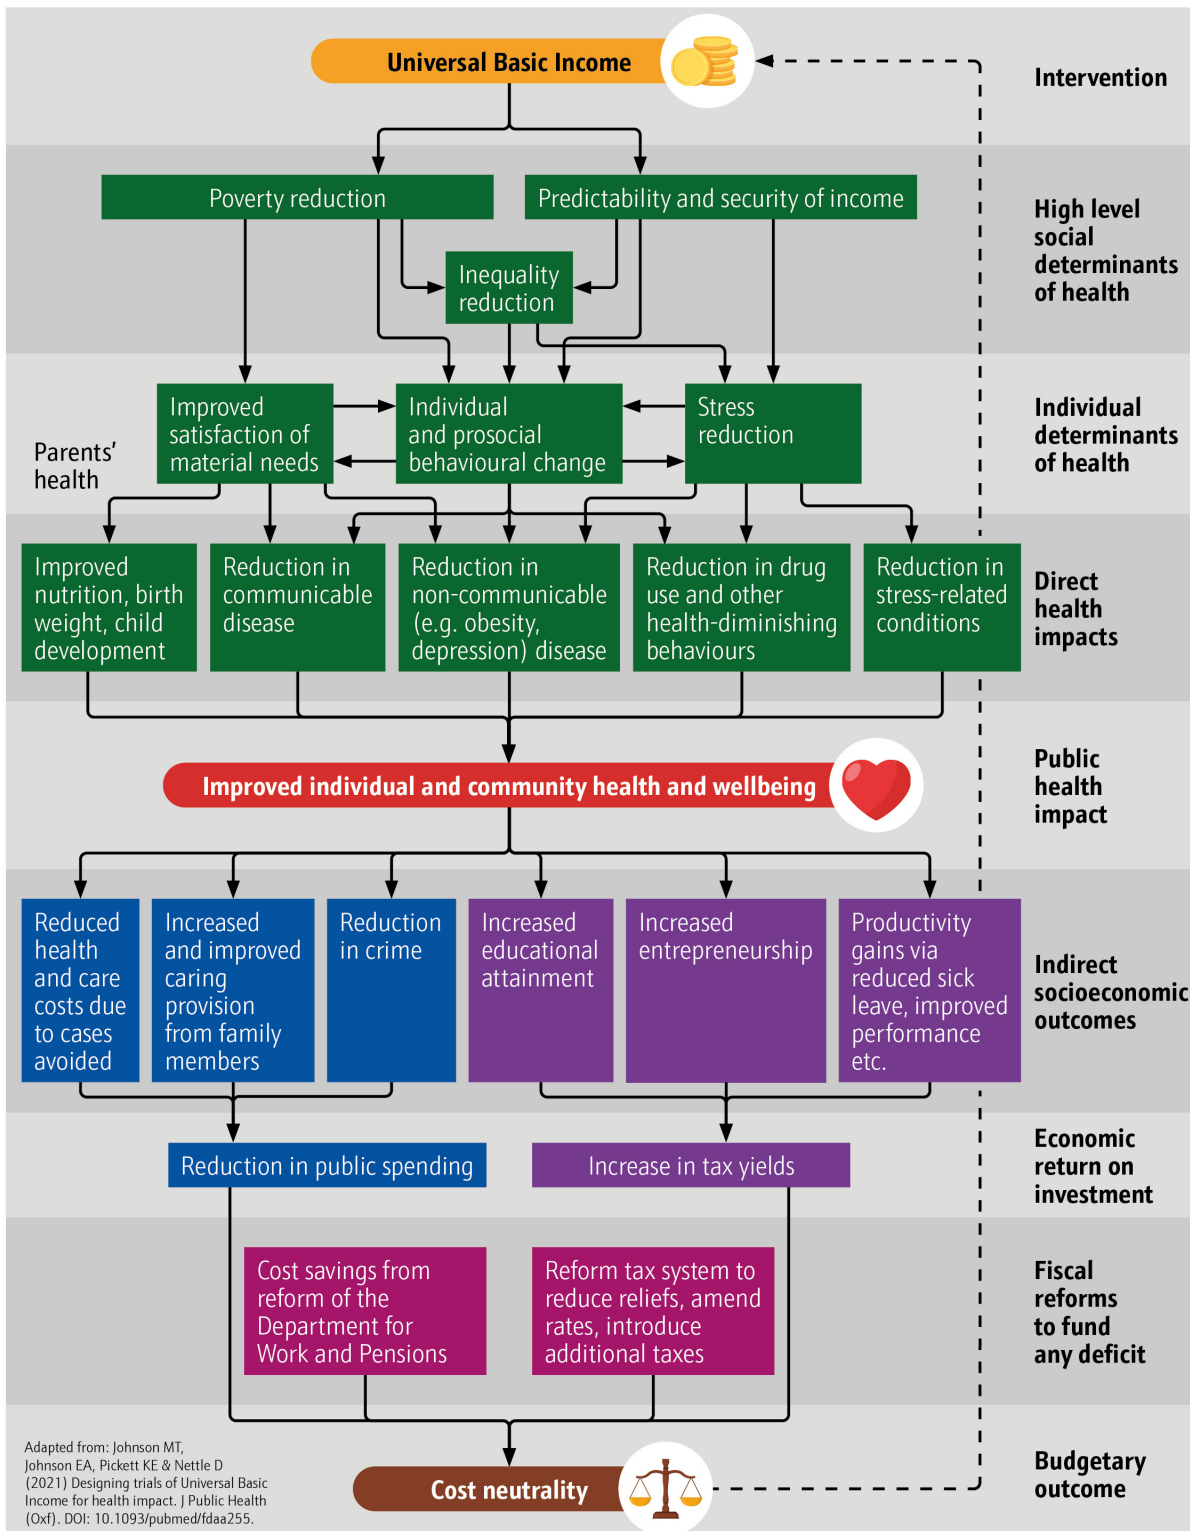 Universal Basic Income
Intervention
Poverty reduction
Predictability and security of income
High level
social
determinants
of health
Inequality
reduction
Improved
satisfaction of
material needs
Individual
and prosocial
behavioural change
Stress
reduction
Individual
determinants
of health
Parents’
health
Improved
nutrition, birth
weight, child
development
Reduction in
communicable
disease
Reduction in
non-communicable
(e.g. obesity,
depression) disease
Reduction in drug
use and other
health-diminishing
behaviours
Reduction in
stress-related
conditions
Direct
health
impacts
Improved individual and community health and wellbeing
Public
health
impact
Reduced
health
and care
costs due
to cases
avoided
Increased
and improved
caring
provision
from family
members
Reduction
in crime
Increased
educational
attainment
Increased
entrepreneurship
Productivity
gains via
reduced sick
leave, improved
performance
etc.
Indirect
socioeconomic
outcomes
Reduction in public spending
Increase in tax yields
Economic
return on
investment
Cost savings from
reform of the
Department for
Work and Pensions
Reform tax system to
reduce reliefs, amend
rates, introduce
additional taxes
Fiscal
reforms
to fund
any deficit
Adapted from: Johnson MT,
Johnson EA, Pickett KE & Nettle D
(2021) Designing trials of Universal Basic
Income for health impact. J Public Health
(Oxf). DOI: 10.1093/pubmed/fdaa255.
Cost neutrality
Budgetary
outcome